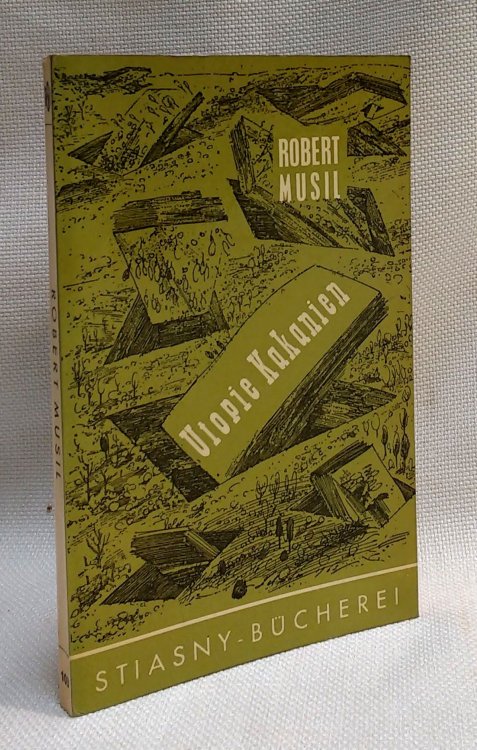 ROBERT
MUSIL
Utopie Kakanien
STIASNY-BÜCHEREI
ROBERT MUSIL